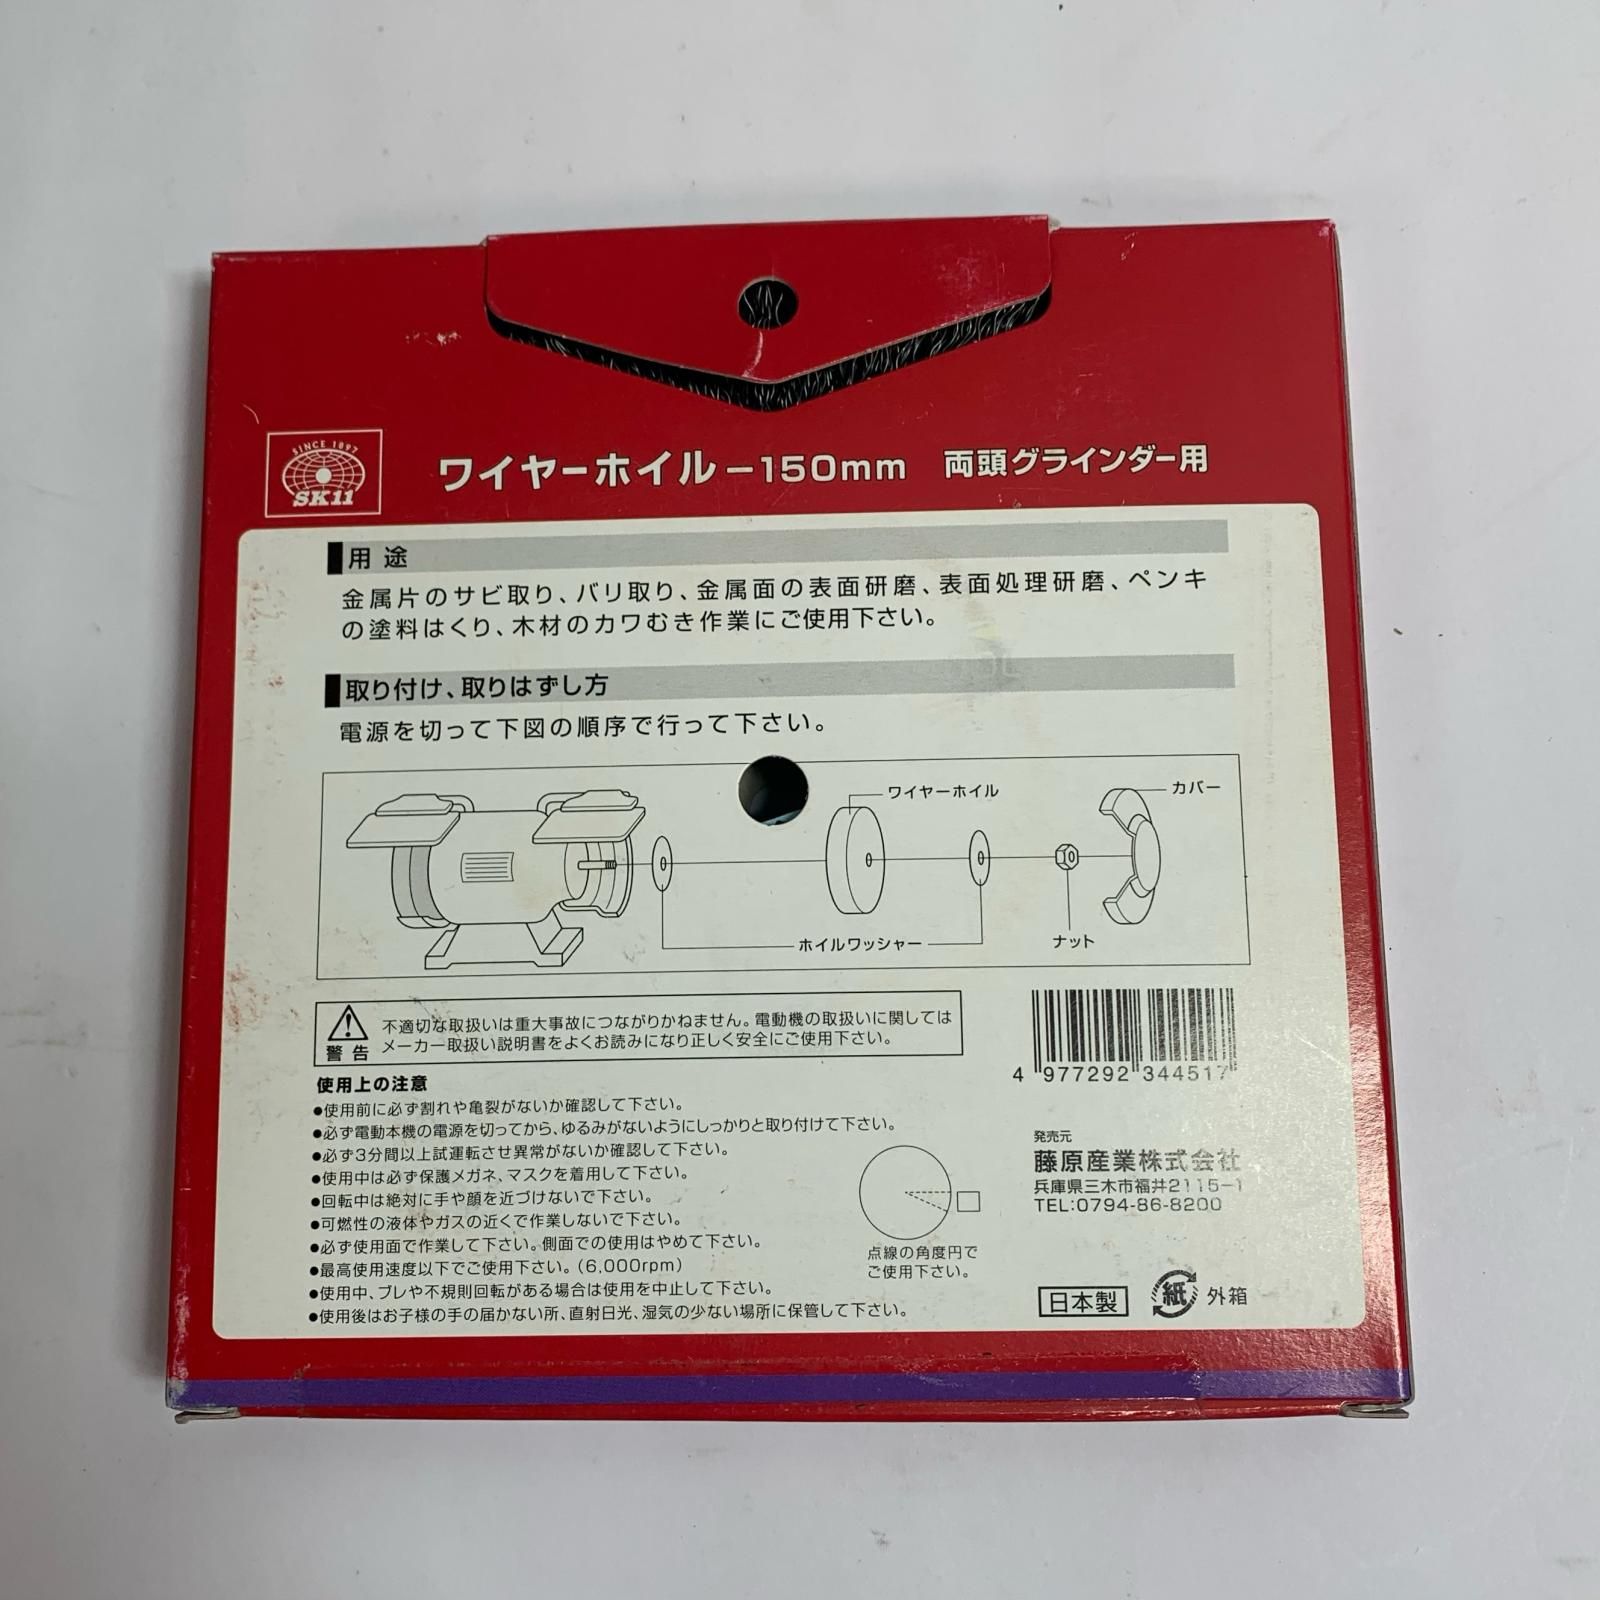 SINCE 1897
SK11
ワイヤーホイル−150mm 両頭グラインダー用
用途
金属片のサビ取り、バリ取り、金属面の表面研磨、表面処理研磨、ペンキ
の塗料はくり、木材のカワむき作業にご使用下さい。
取り付け、取りはずし方
電源を切って下図の順序で行って下さい。
ワイヤーホイル
カバー
ホイルワッシャー
ナット
警告
不適切な取扱いは重大事故につながりかねません。電動機の取扱いに関しては
メーカー取扱い説明書をよくお読みになり正しく安全にご使用下さい。
使用上の注意
●使用前に必ず割れや亀裂がないか確認して下さい。
●必ず電動本機の電源を切ってから、ゆるみがないようにしっかりと取り付けて下さい。
●必ず3分間以上試運転させ異常がないか確認して下さい。
●使用中は必ず保護メガネ、マスクを着用して下さい。
●回転中は絶対に手や顔を近づけないで下さい。
●可燃性の液体やガスの近くで作業しないで下さい。
●必ず使用面で作業して下さい。側面での使用はやめて下さい。
●最高使用速度以下でご使用下さい。(6,000rpm)
●使用中、ブレや不規則回転がある場合は使用を中止して下さい。
●使用後はお子様の手の届かない所、直射日光、湿気の少ない場所に保管して下さい。
点線の角度円で
ご使用下さい。
4 977292 344517
発売元
藤原産業株式会社
兵庫県三木市福井2115−1
TEL:0794-86-8200
日本製
紙 外箱